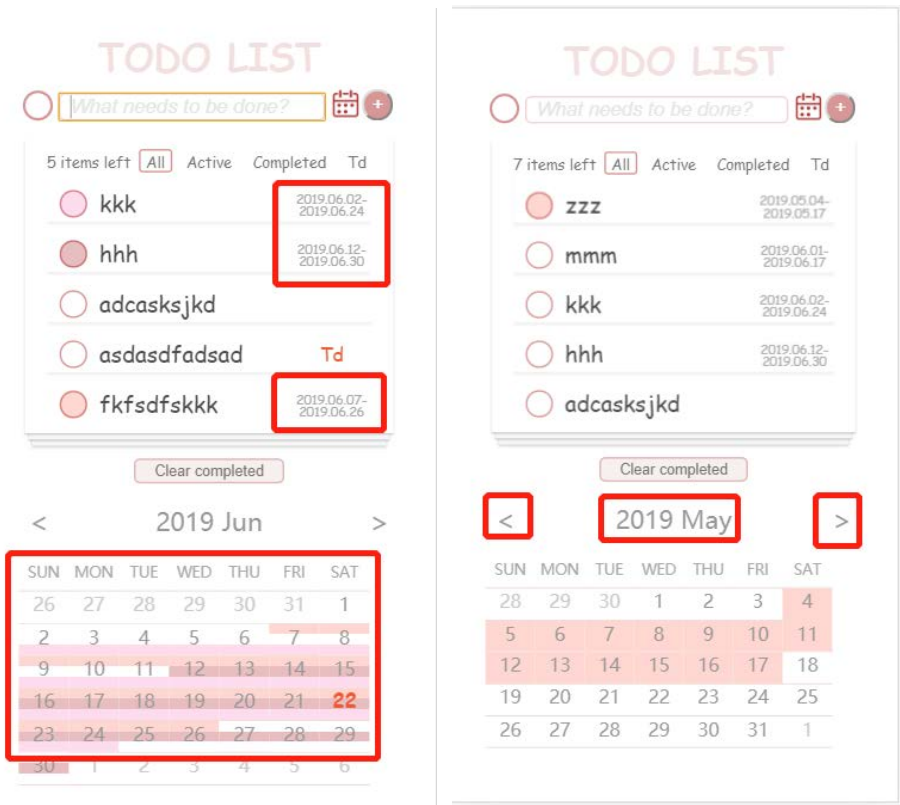 TODO LIST
What needs to be done?
+
5 items left All Active Completed Td
kkk 2019.06.02-
2019.06.24
hhh 2019.06.12-
2019.06.30
adcasksjkd
asdasdfadsad Td
fkfsdfskkk 2019.06.07-
2019.06.26
Clear completed
< 2019 Jun >
SUN MON TUE WED THU FRI SAT
26 27 28 29 30 31 1
2 3 4 5 6 7 8
9 10 11 12 13 14 15
16 17 18 19 20 21 22
23 24 25 26 27 28 29
30 1 2 3 4 5 6
TODO LIST
What needs to be done?
+
7 items left All Active Completed Td
zzz 2019.05.04-
2019.05.17
mmm 2019.06.01-
2019.06.17
kkk 2019.06.02-
2019.06.24
hhh 2019.06.12-
2019.06.30
adcasksjkd
Clear completed
< 2019 May >
SUN MON TUE WED THU FRI SAT
28 29 30 1 2 3 4
5 6 7 8 9 10 11
12 13 14 15 16 17 18
19 20 21 22 23 24 25
26 27 28 29 30 31 1